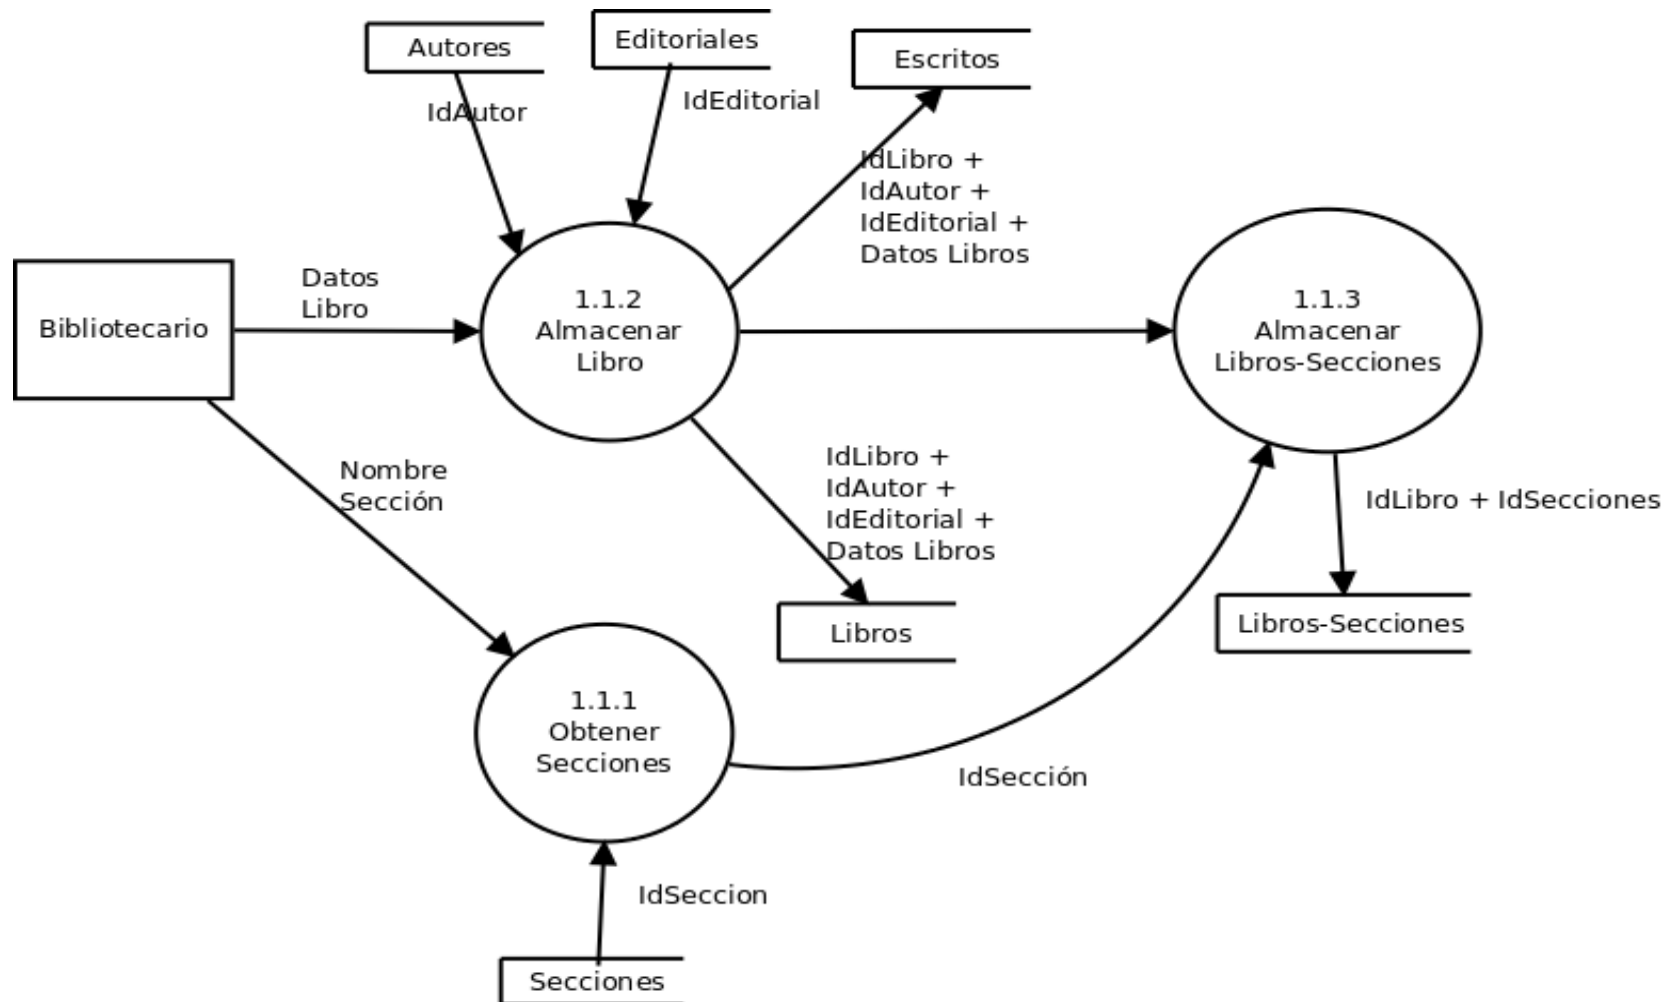 Autores
Editoriales
Escritos
IdAutor
IdEditorial
IdLibro +
IdAutor +
IdEditorial +
Datos Libros
Bibliotecario
Datos
Libro
1.1.2
Almacenar
Libro
1.1.3
Almacenar
Libros-Secciones
Nombre
Sección
IdLibro +
IdAutor +
IdEditorial +
Datos Libros
IdLibro + IdSecciones
Libros
Libros-Secciones
1.1.1
Obtener
Secciones
IdSección
IdSeccion
Secciones